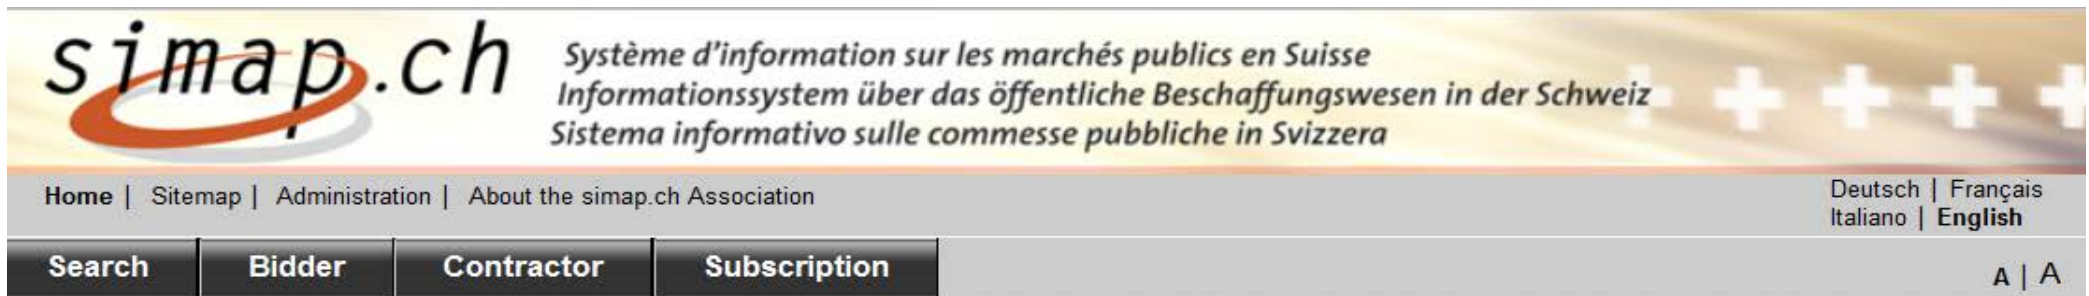 simap.ch
Système d'information sur les marchés publics en Suisse
Informationssystem über das öffentliche Beschaffungswesen in der Schweiz
Sistema informativo sulle commesse pubbliche in Svizzera
Home | Sitemap | Administration | About the simap.ch Association
Deutsch | Français
Italiano | English
Search Bidder Contractor Subscription
A | A